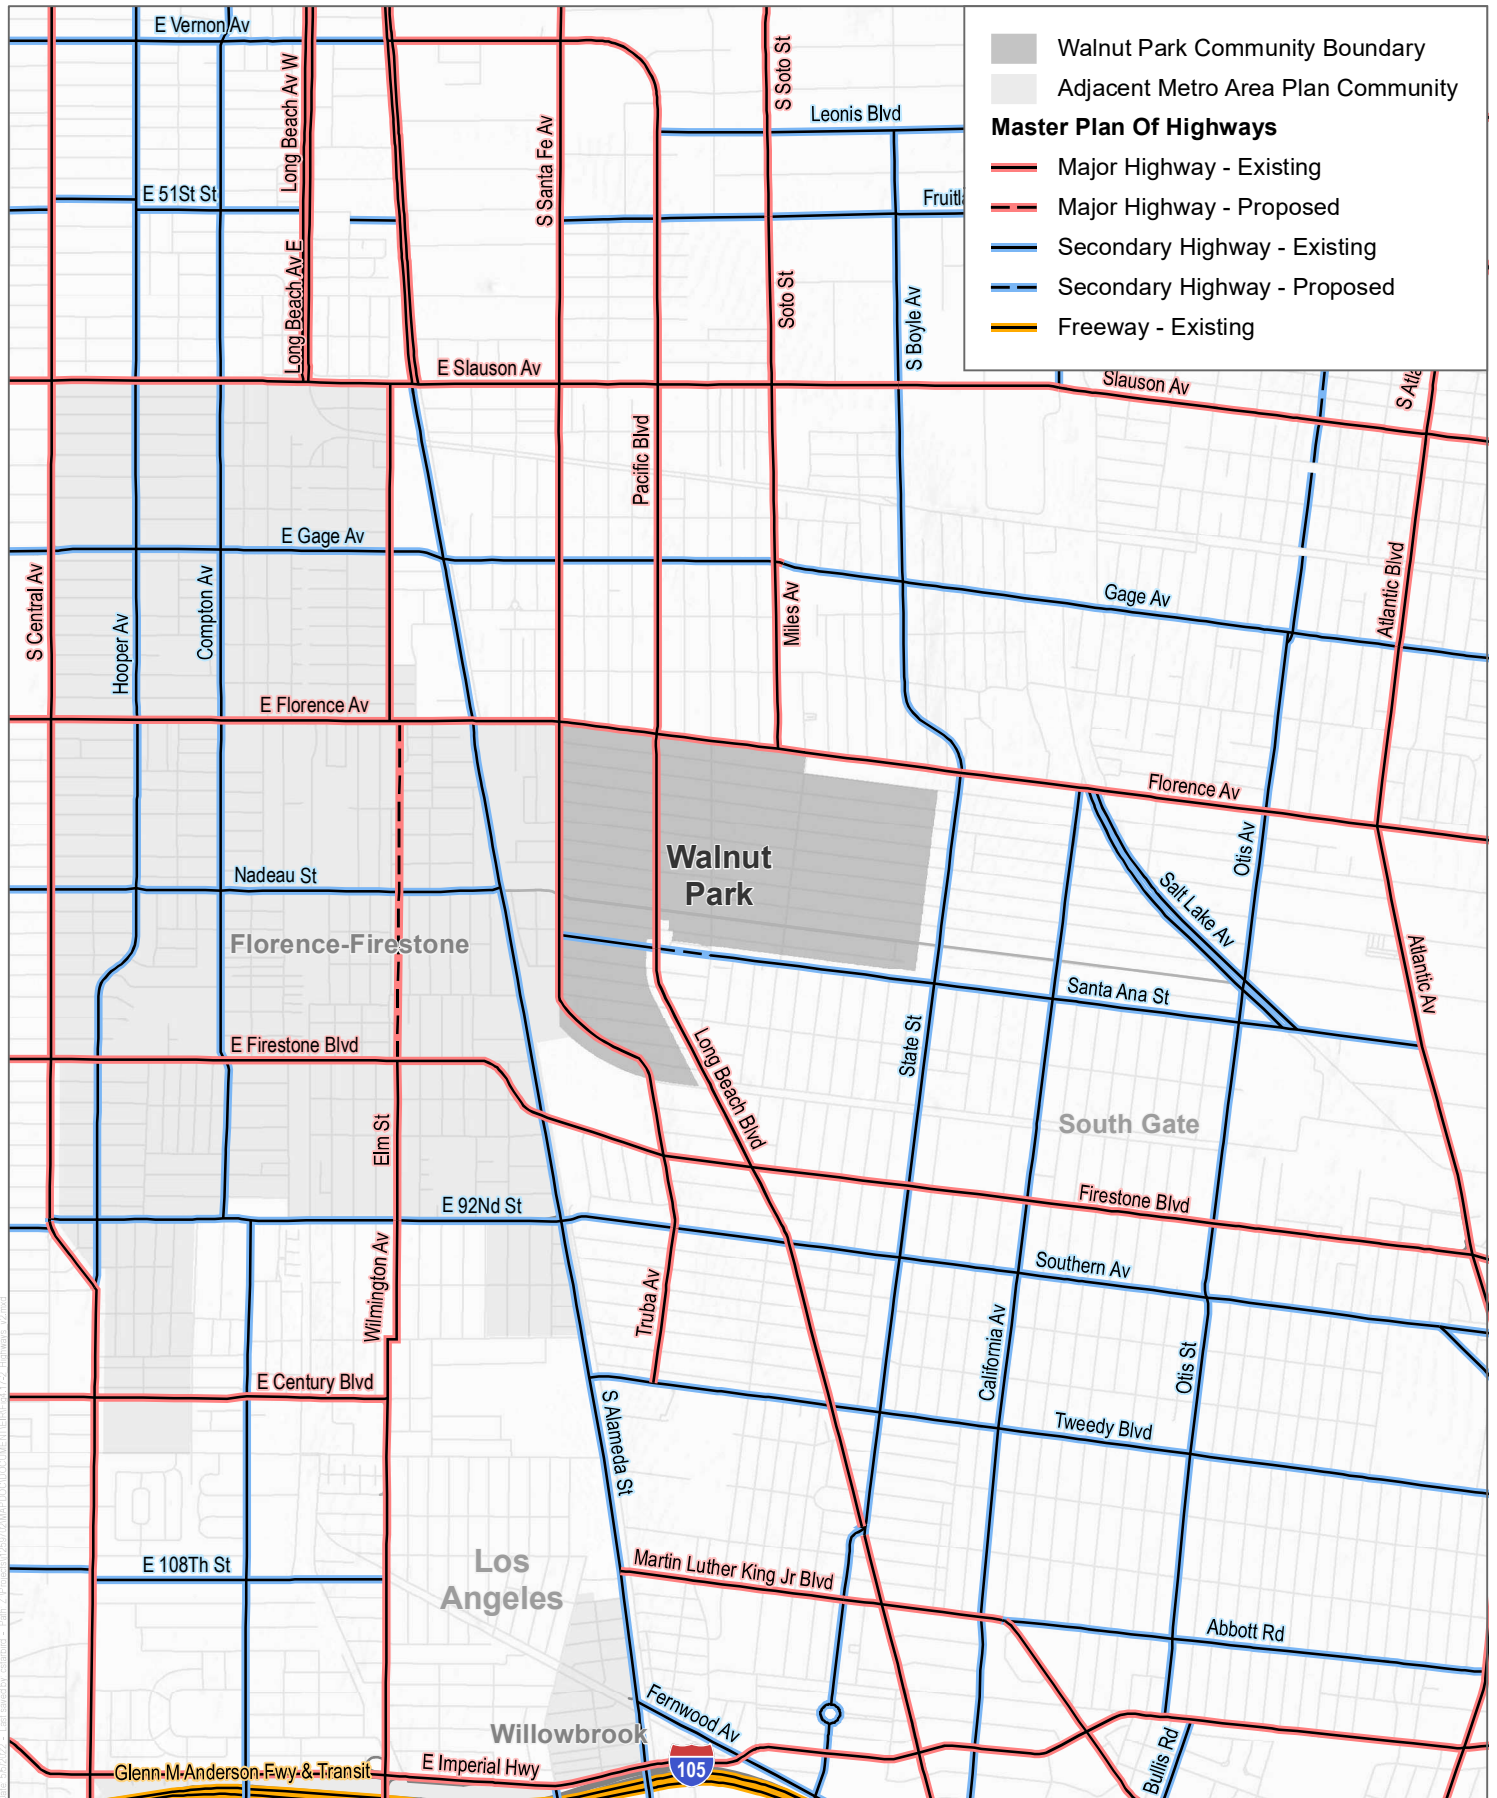 E Vernon Av
Long Beach Av W
S Santa Fe Av
S Soto St
Leonis Blvd
Walnut Park Community Boundary
Adjacent Metro Area Plan Community
Master Plan Of Highways
Major Highway - Existing
Major Highway - Proposed
Secondary Highway - Existing
Secondary Highway - Proposed
Freeway - Existing
E 51St St
Fruitla
Long Beach Av E
Soto St
S Boyle Av
E Slauson Av
Slauson Av
S Atla
Pacific Blvd
E Gage Av
S Central Av
Hooper Av
Compton Av
Miles Av
Gage Av
Atlantic Blvd
E Florence Av
Florence Av
Walnut
Park
Otis Av
Nadeau St
Salt Lake Av
Florence-Firestone
Atlantic Av
Santa Ana St
E Firestone Blvd
Long Beach Blvd
State St
Elm St
South Gate
E 92Nd St
Firestone Blvd
Wilmington Av
Truba Av
Southern Av
California Av
Otis St
E Century Blvd
S Alameda St
Tweedy Blvd
E 108Th St
Los
Angeles
Martin Luther King Jr Blvd
Abbott Rd
Fernwood Av
Willowbrook
Bullis Rd
Glenn M Anderson Fwy & Transit
E Imperial Hwy
105